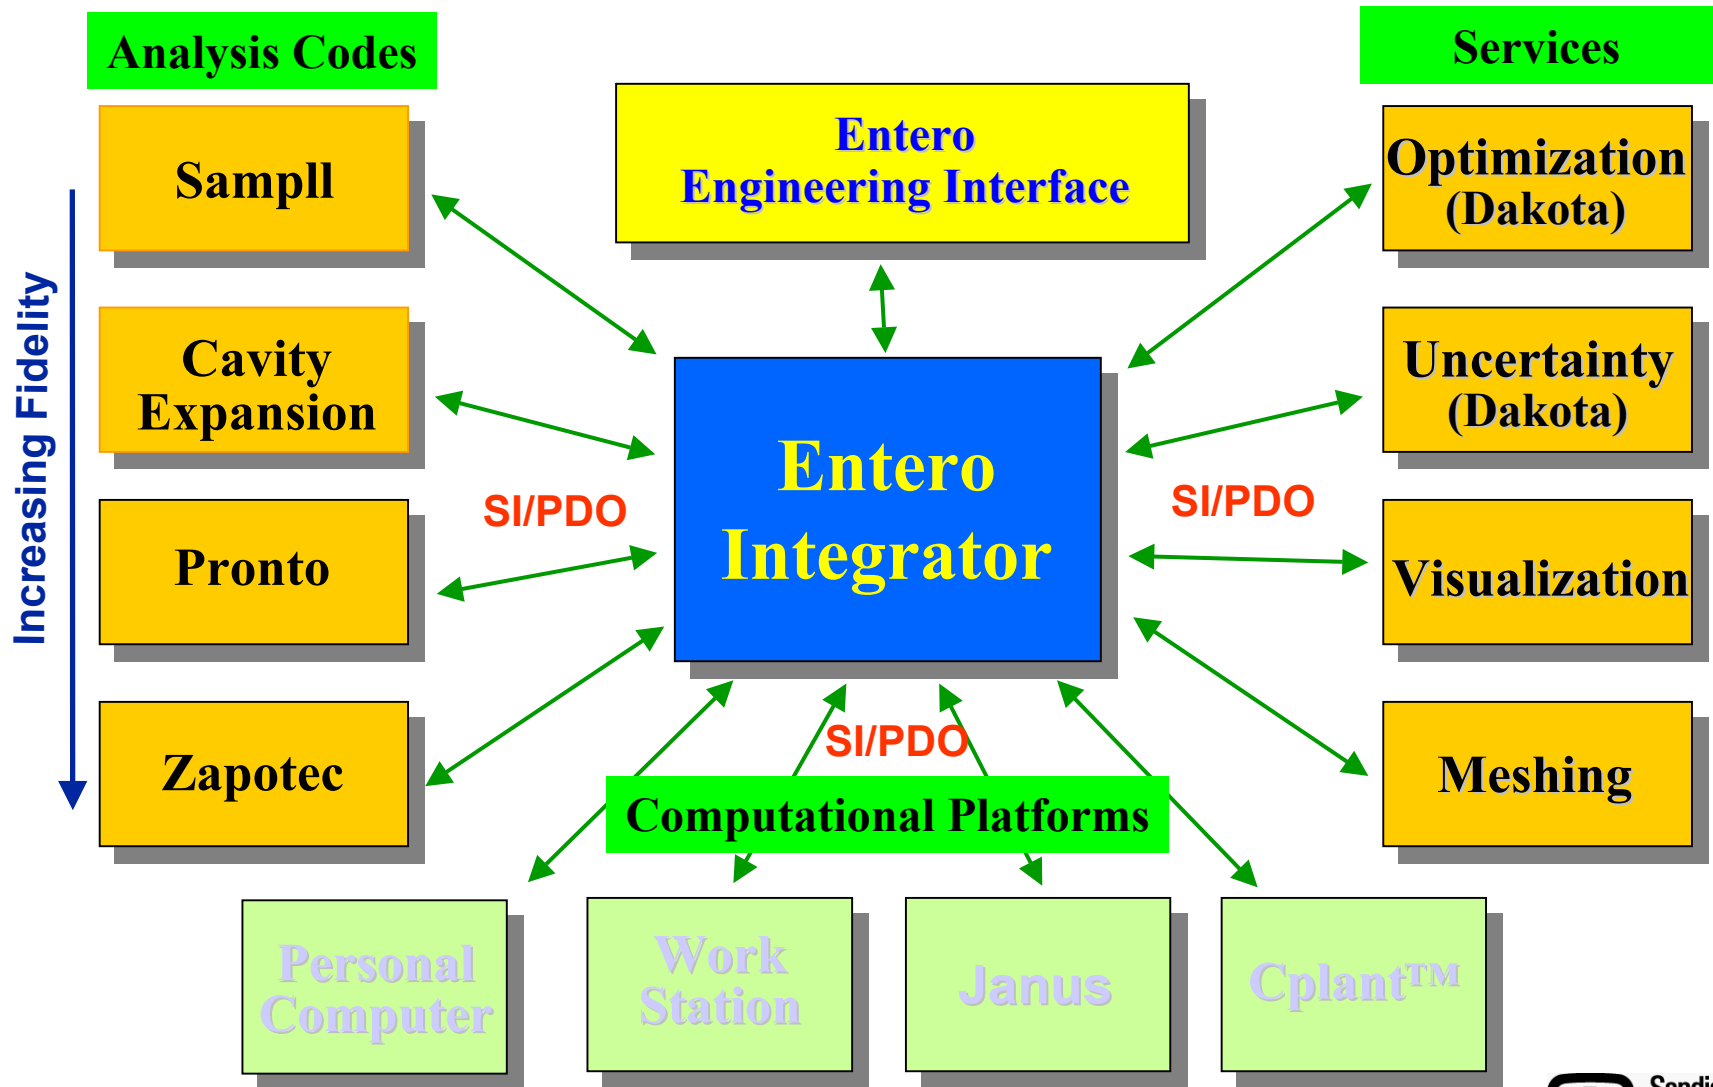 Analysis Codes
Services
Entero
Engineering Interface
Sampll
Optimization
(Dakota)
Increasing Fidelity
Cavity
Expansion
Uncertainty
(Dakota)
Entero
Integrator
SI/PDO
SI/PDO
Pronto
Visualization
SI/PDO
Zapotec
Meshing
Computational Platforms
Personal
Computer
Work
Station
Janus
Cplant™